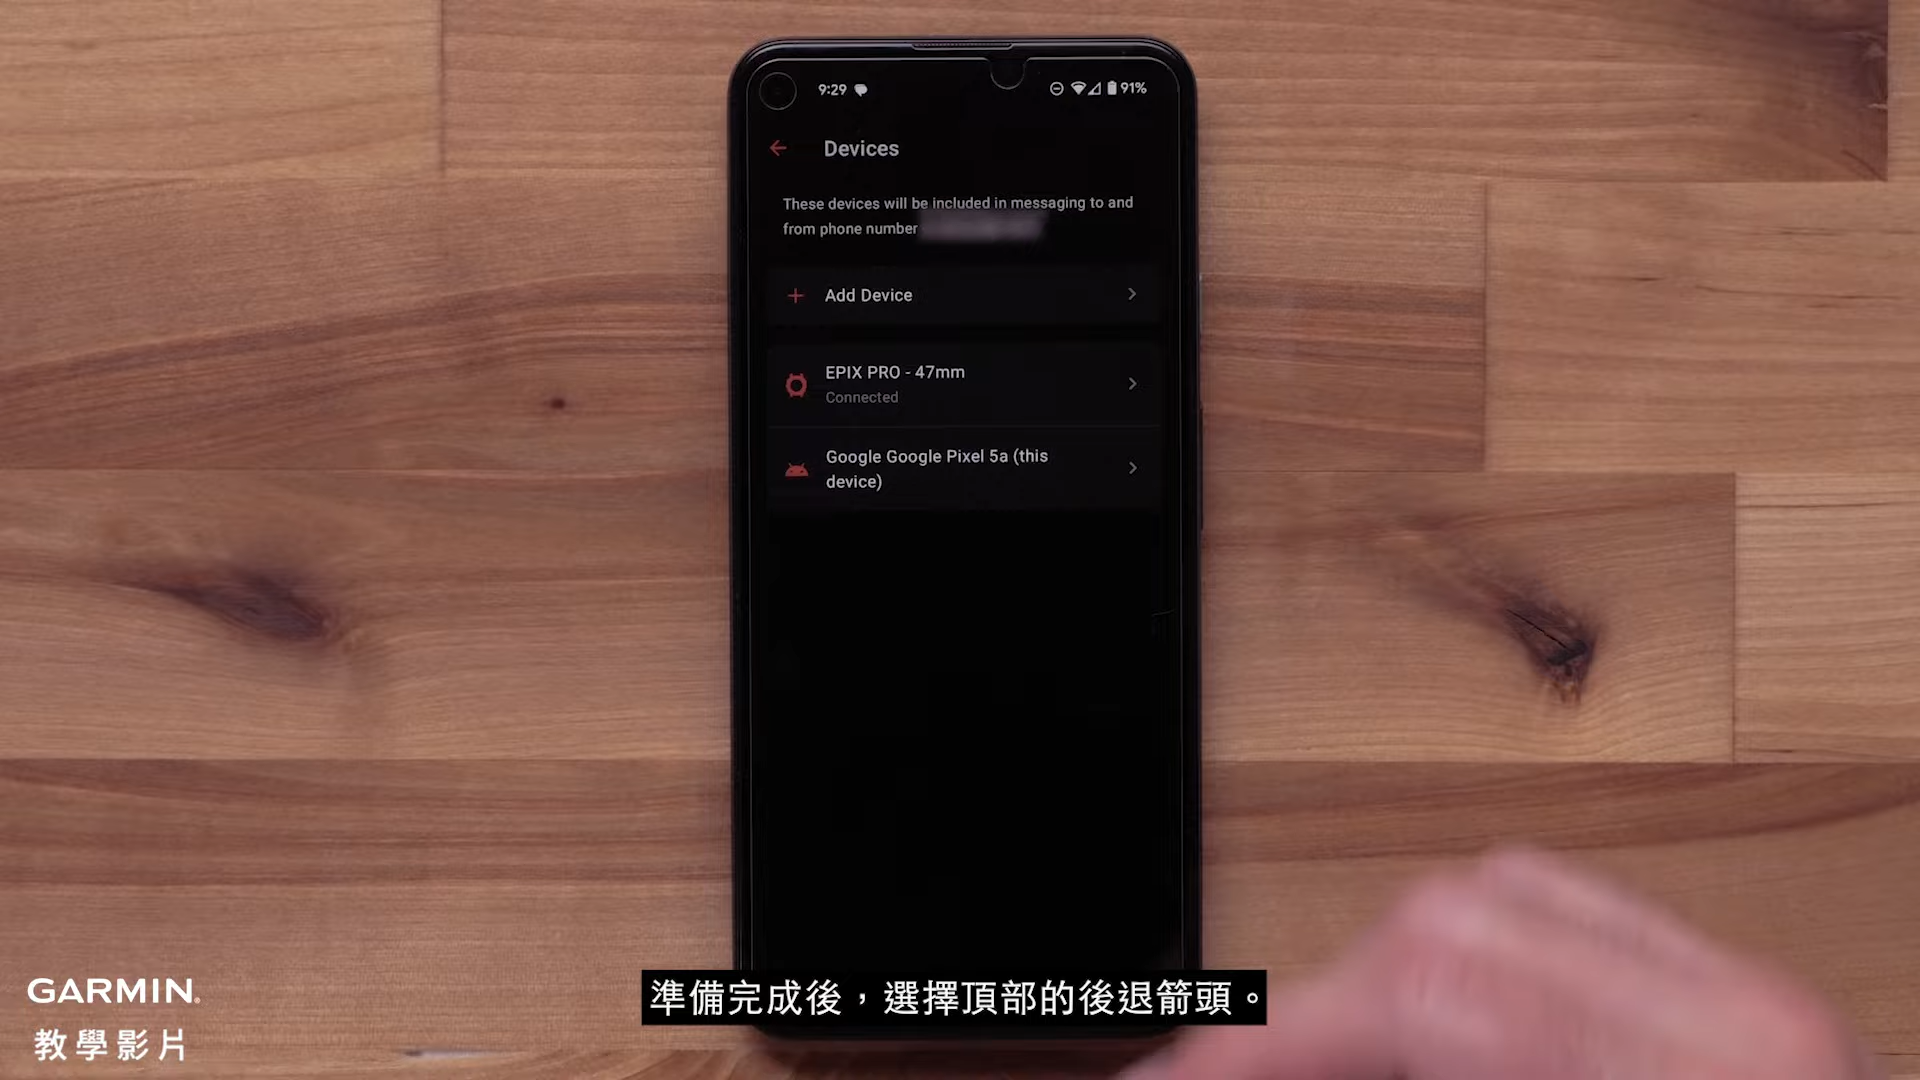 9:29
91%
Devices
These devices will be included in messaging to and
from phone number
Add Device
EPIX PRO - 47mm
Connected
Google Google Pixel 5a (this
device)
準備完成後，選擇頂部的後退箭頭。
GARMIN
教學影片